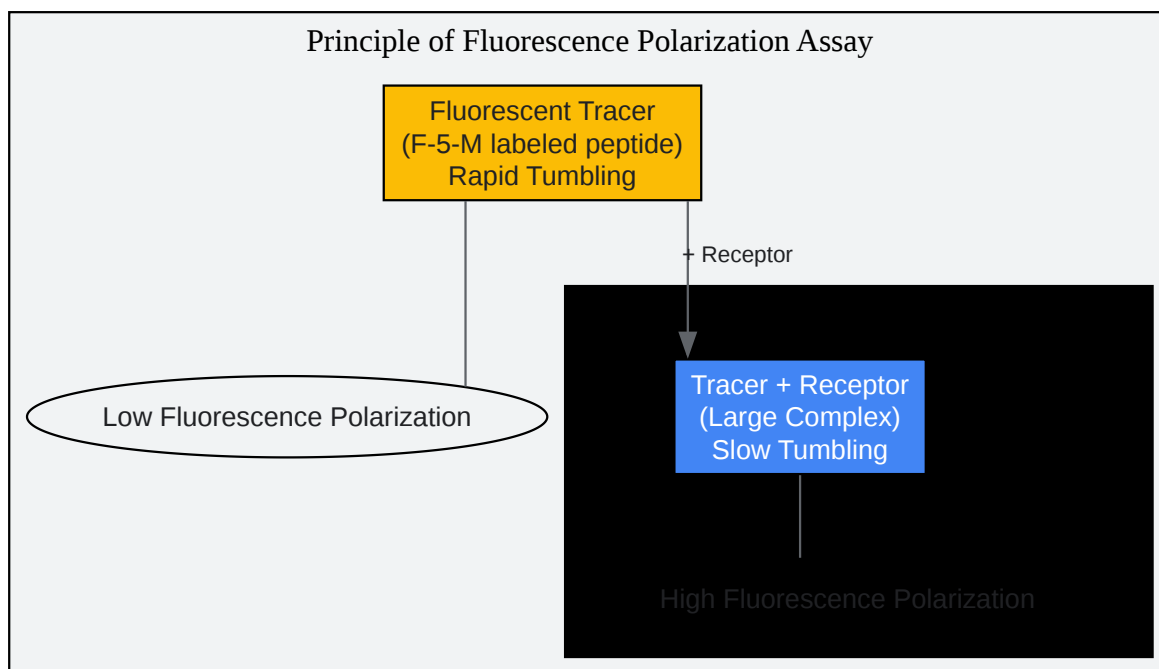 Principle of Fluorescence Polarization Assay
Fluorescent Tracer
(F-5-M labeled peptide)
Rapid Tumbling
+ Receptor
Low Fluorescence Polarization
Tracer + Receptor
(Large Complex)
Slow Tumbling
High Fluorescence Polarization